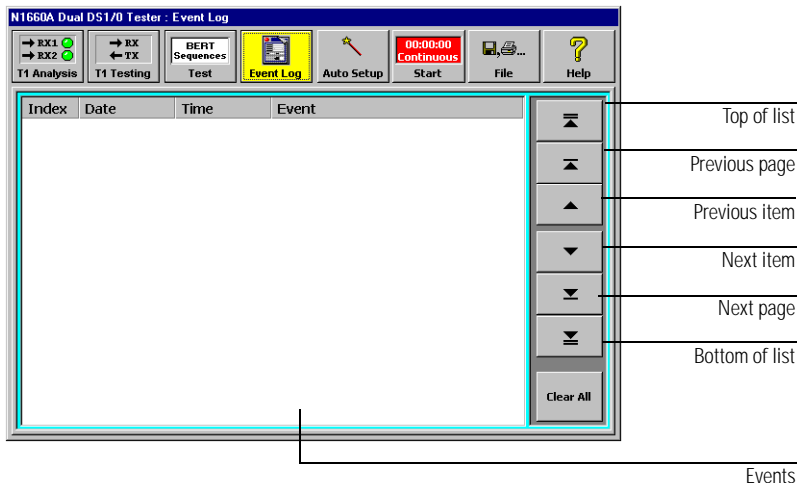 N1660A Dual DS1/0 Tester : Event Log
RX1
RX2
T1 Analysis
RX
TX
T1 Testing
BERT
Sequences
Test
Event Log
Auto Setup
00:00:00
Continuous
Start
...
File
?
Help
Index Date Time Event
Top of list
Previous page
Previous item
Next item
Next page
Bottom of list
Clear All
Events